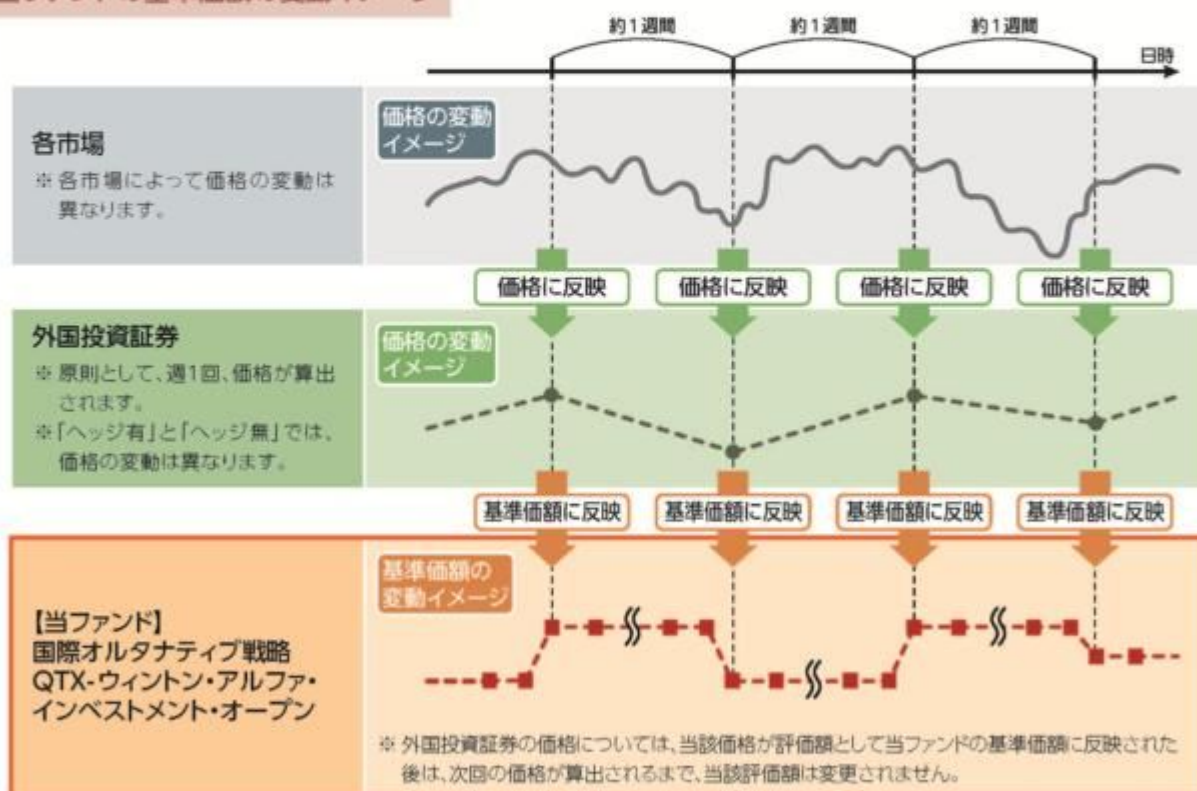 約1週間 約1週間 約1週間
日時
価格の変動
イメージ
各市場
※ 各市場によって価格の変動は
異なります。
価格に反映 価格に反映 価格に反映 価格に反映
外国投資証券
※ 原則として、週1回、価格が算出
されます。
※「ヘッジ有」と「ヘッジ無」では、
価格の変動は異なります。
価格の変動
イメージ
基準価額に反映 基準価額に反映 基準価額に反映 基準価額に反映
基準価額の
変動イメージ
【当ファンド】
国際オルタナティブ戦略
QTX-ウィントン・アルファ・
インベストメント・オープン
※ 外国投資証券の価格については、当該価格が評価額として当ファンドの基準価額に反映された
後は、次回の価格が算出されるまで、当該評価額は変更されません。